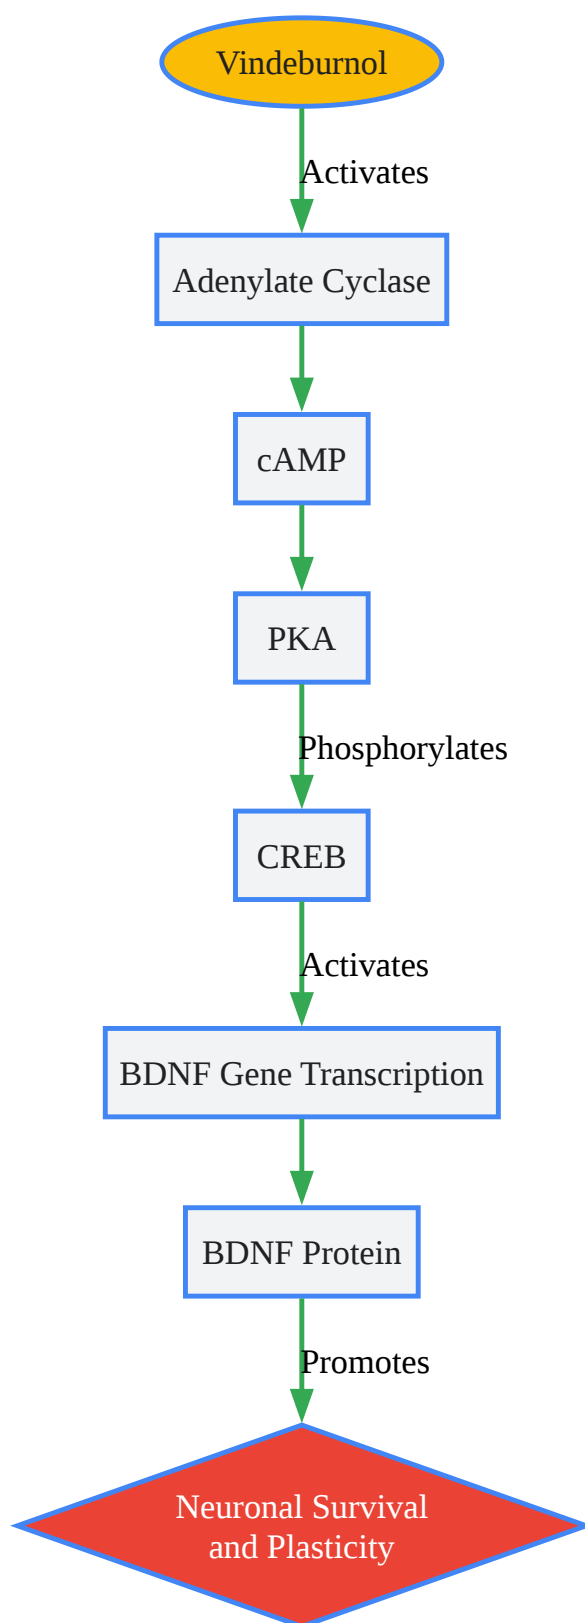 Vindeburnol
Activates
Adenylate Cyclase
cAMP
PKA
Phosphorylates
CREB
Activates
BDNF Gene Transcription
BDNF Protein
Promotes
Neuronal Survival
and Plasticity